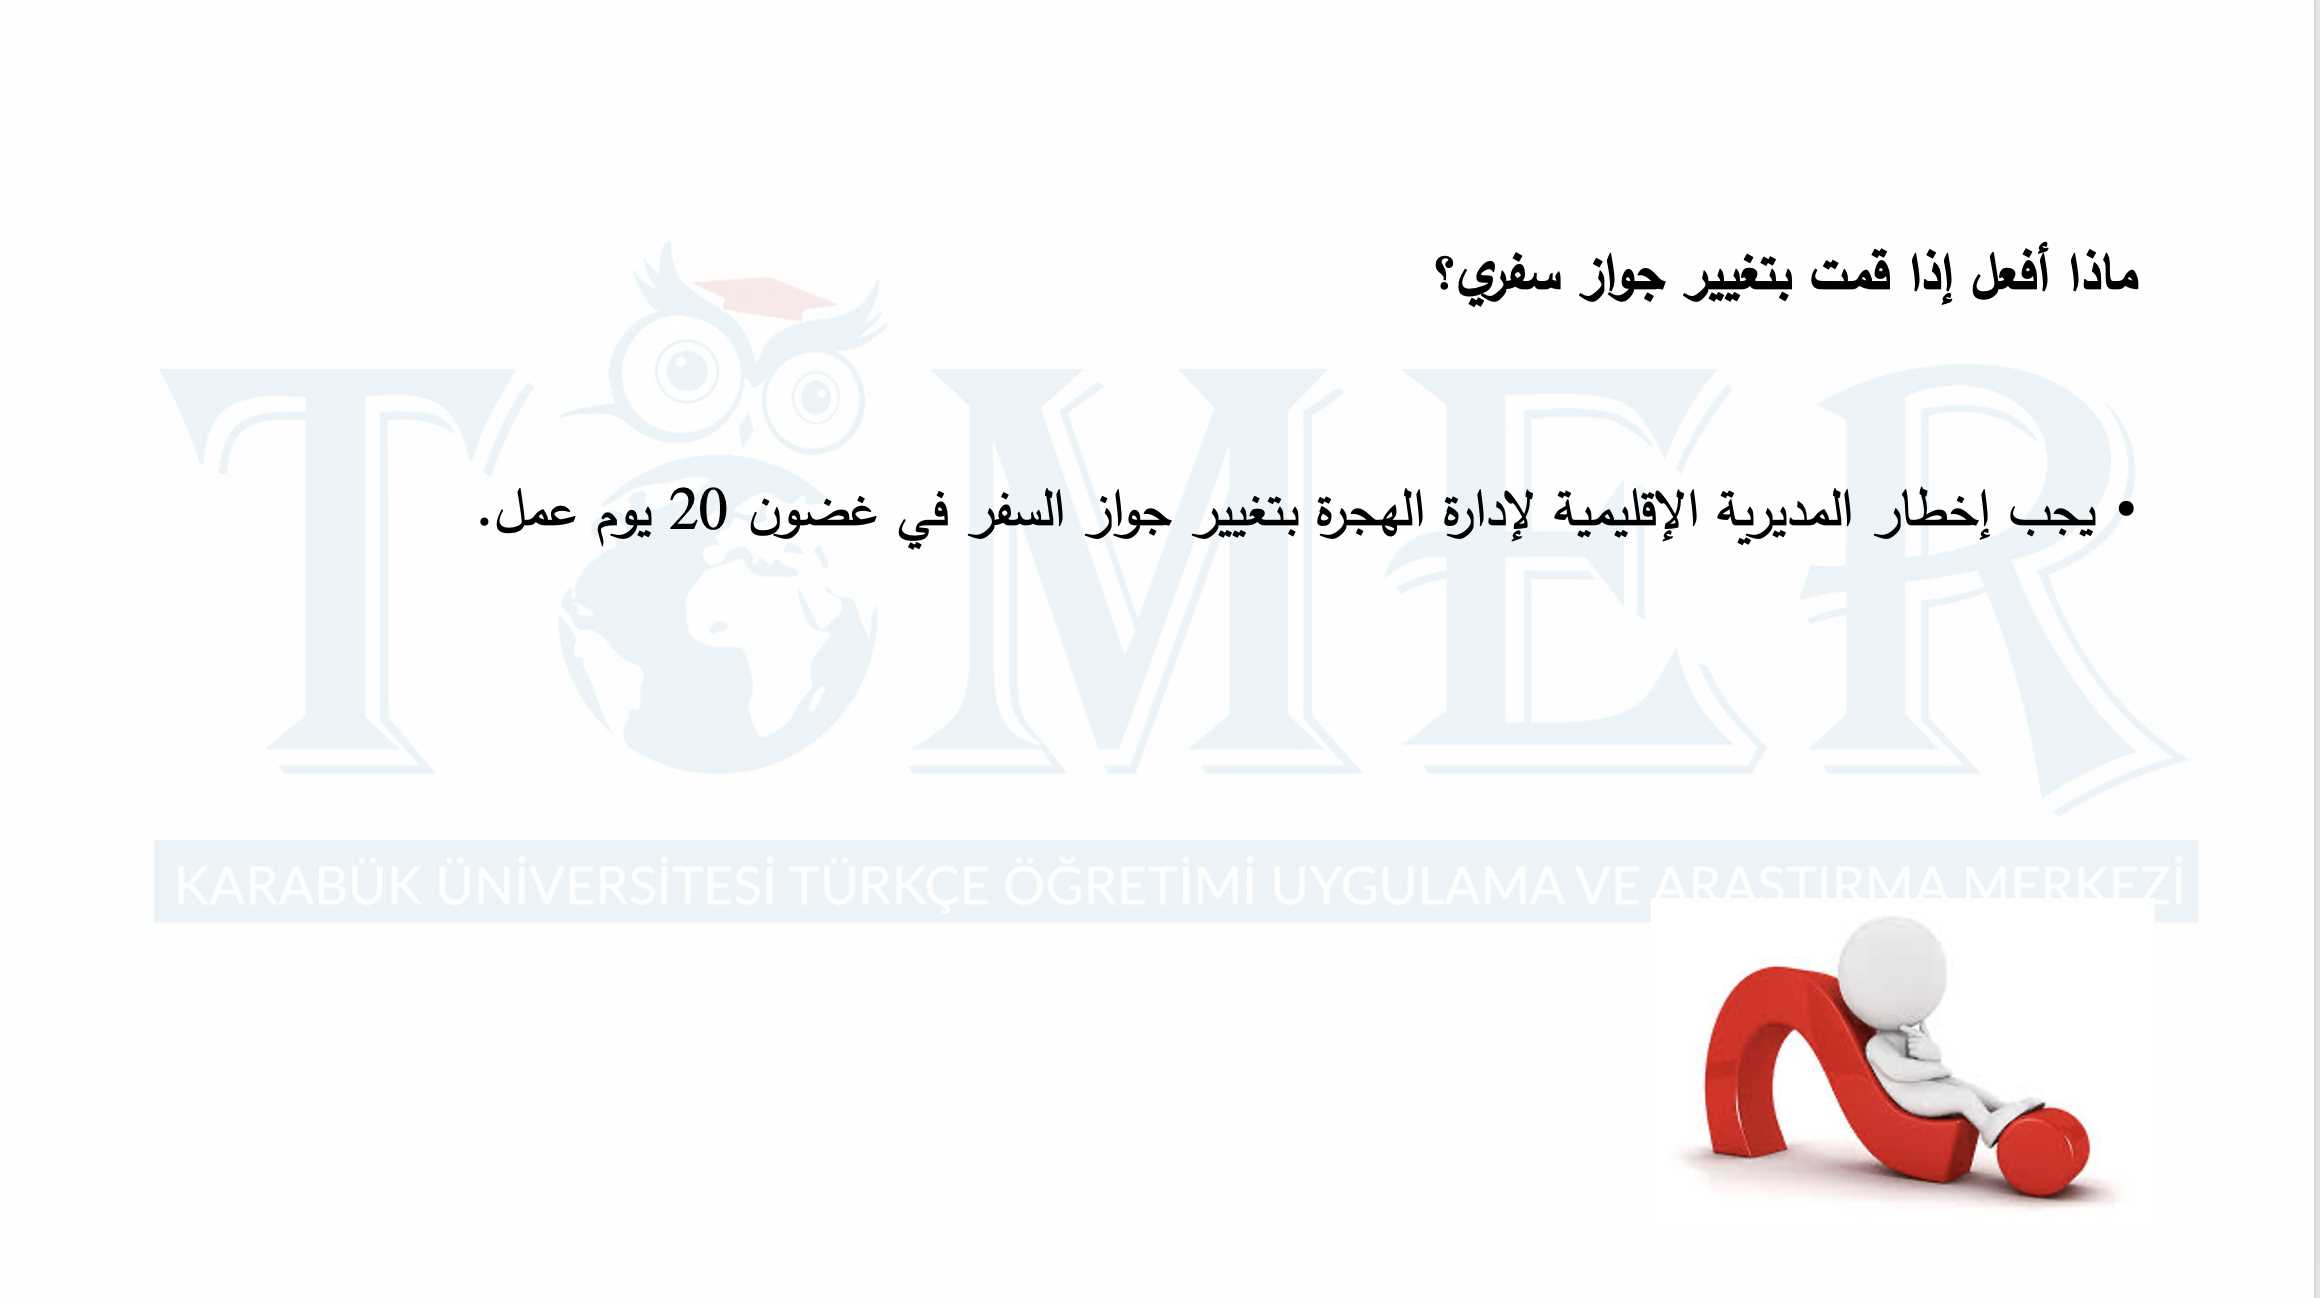 ماذا أفعل إذا قمت بتغيير جواز سفري؟
• يجب إخطار المديرية الإقليمية لإدارة الهجرة بتغيير جواز السفر في غضون 20 يوم عمل.
TÖMER
KARABÜK ÜNİVERSİTESİ TÜRKÇE ÖĞRETİMİ UYGULAMA VE ARAŞTIRMA MERKEZİ